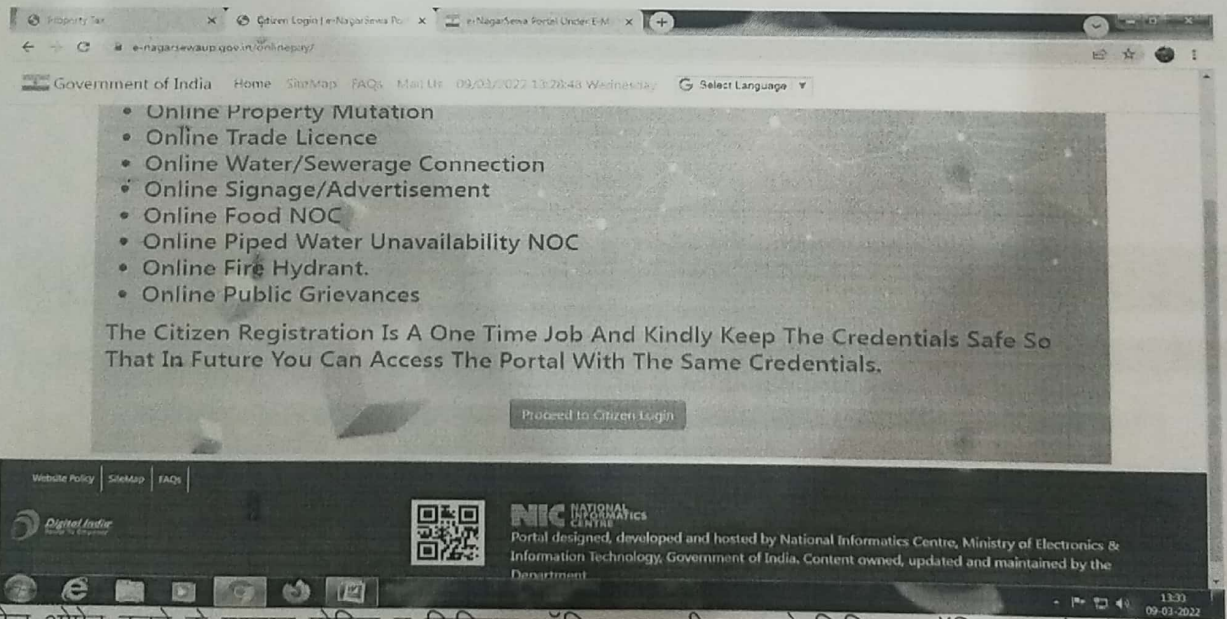 Property Tax
Citizen Login | e-NagarSewa Po
e-NagarSewa Portal Under E-M
e-nagarsewaup.gov.in/onlinepay/
Government of India Home SiteMap FAQs Mail Us 09/03/2022 13:28:48 Wednesday Select Language
• Online Property Mutation
• Online Trade Licence
• Online Water/Sewerage Connection
• Online Signage/Advertisement
• Online Food NOC
• Online Piped Water Unavailability NOC
• Online Fire Hydrant.
• Online Public Grievances
The Citizen Registration Is A One Time Job And Kindly Keep The Credentials Safe So
That In Future You Can Access The Portal With The Same Credentials.
Proceed to Citizen Login
Website Policy | SiteMap | FAQs
Digital India
Power To Empower
NIC NATIONAL
INFORMATICS
CENTRE
Portal designed, developed and hosted by National Informatics Centre, Ministry of Electronics &
Information Technology, Government of India. Content owned, updated and maintained by the
Department
13:33
09-03-2022